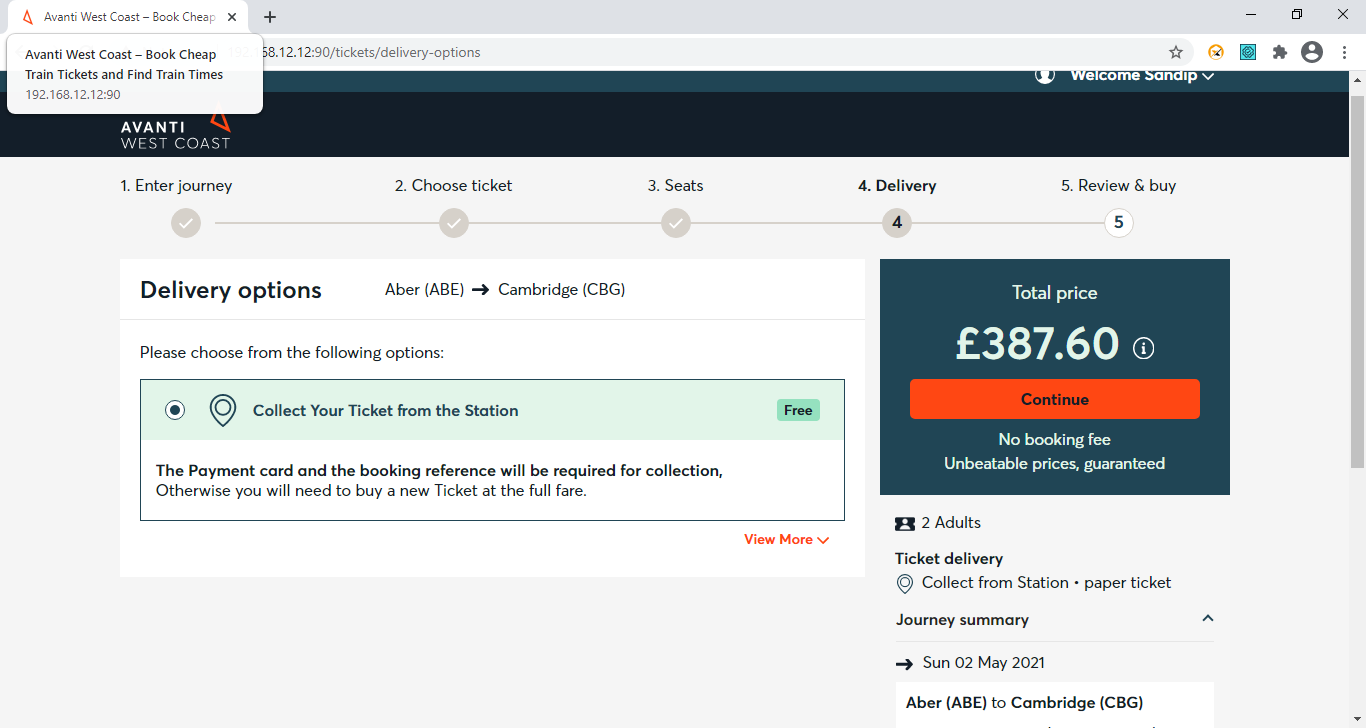 Avanti West Coast – Book Cheap
Avanti West Coast – Book Cheap
Train Tickets and Find Train Times
192.168.12.12:90
68.12.12:90/tickets/delivery-options
Welcome Sandip
AVANTI
WEST COAST
1. Enter journey
2. Choose ticket
3. Seats
4. Delivery
5. Review & buy
4
5
Delivery options
Aber (ABE) → Cambridge (CBG)
Please choose from the following options:
Collect Your Ticket from the Station
Free
The Payment card and the booking reference will be required for collection,
Otherwise you will need to buy a new Ticket at the full fare.
View More
Total price
£387.60
Continue
No booking fee
Unbeatable prices, guaranteed
2 Adults
Ticket delivery
Collect from Station • paper ticket
Journey summary
→ Sun 02 May 2021
Aber (ABE) to Cambridge (CBG)